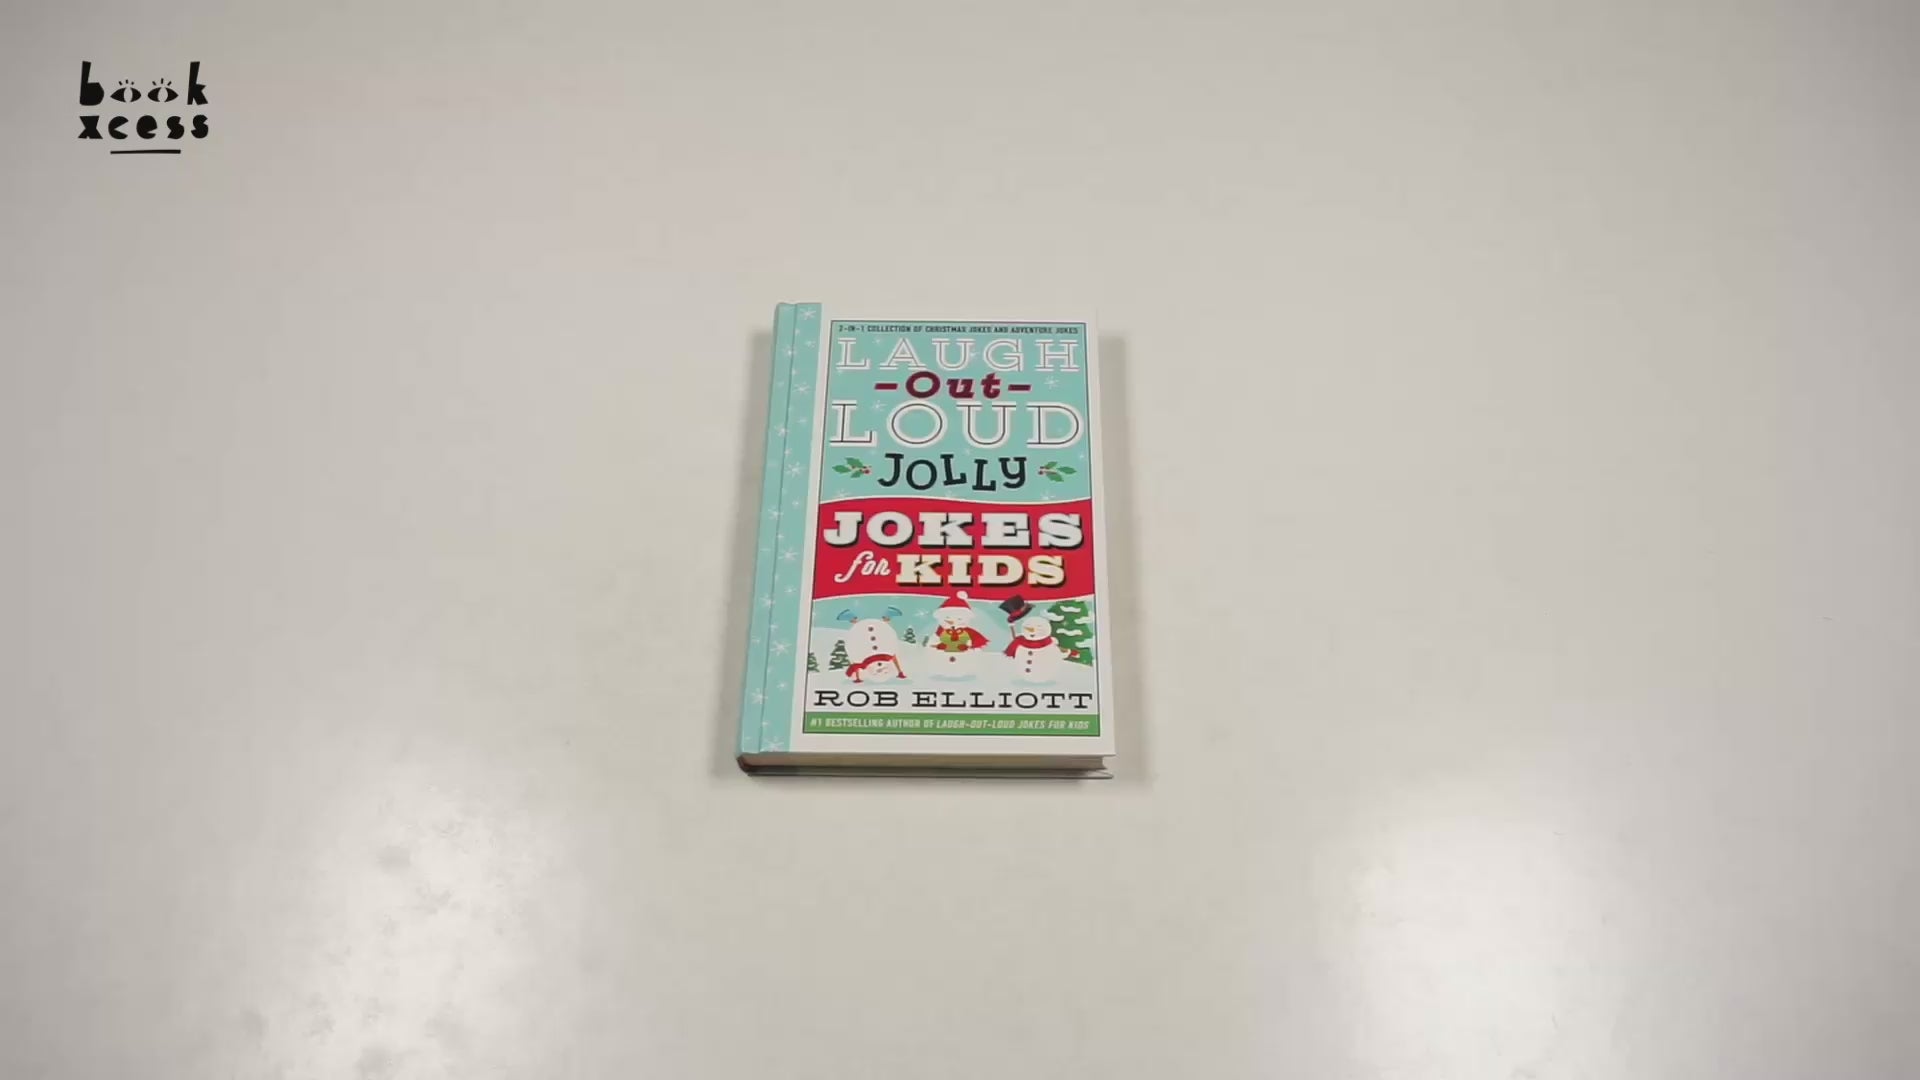 book
xcess
2-IN-1 COLLECTION OF CHRISTMAS JOKES AND ADVENTURE JOKES
LAUGH
-Out-
LOUD
JOLLY
JOKES
for KIDS
ROB ELLIOTT
#1 BESTSELLING AUTHOR OF LAUGH-OUT-LOUD JOKES FOR KIDS